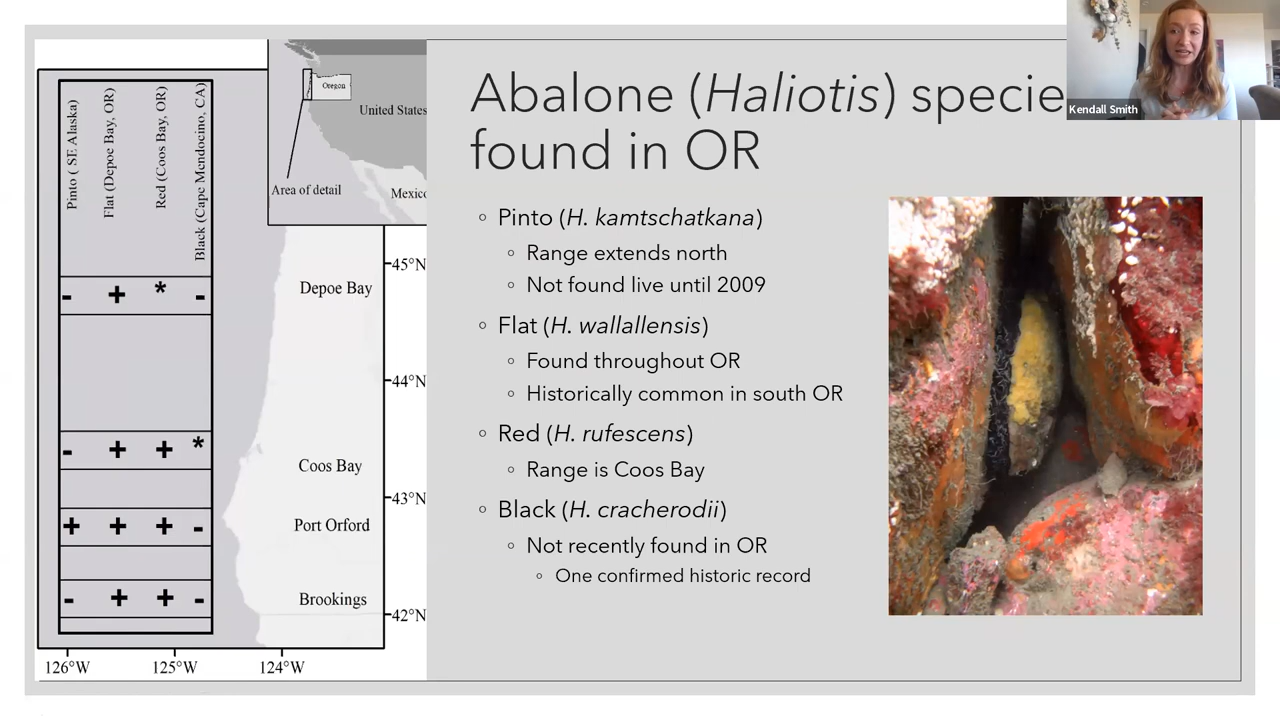 Abalone (Haliotis) specie
found in OR
Kendall Smith
◦ Pinto (H. kamtschatkana)
◦ Range extends north
◦ Not found live until 2009
◦ Flat (H. wallallensis)
◦ Found throughout OR
◦ Historically common in south OR
◦ Red (H. rufescens)
◦ Range is Coos Bay
◦ Black (H. cracherodii)
◦ Not recently found in OR
◦ One confirmed historic record
Pinto ( SE Alaska)
Flat (Depoe Bay, OR)
Red (Coos Bay, OR)
Black (Cape Mendocino, CA)
Oregon
United States
Area of detail
Mexico
45°N
Depoe Bay
- + * -
44°N
- + + *
Coos Bay
43°N
+ + + -
Port Orford
- + + -
Brookings
42°N
126°W 125°W 124°W